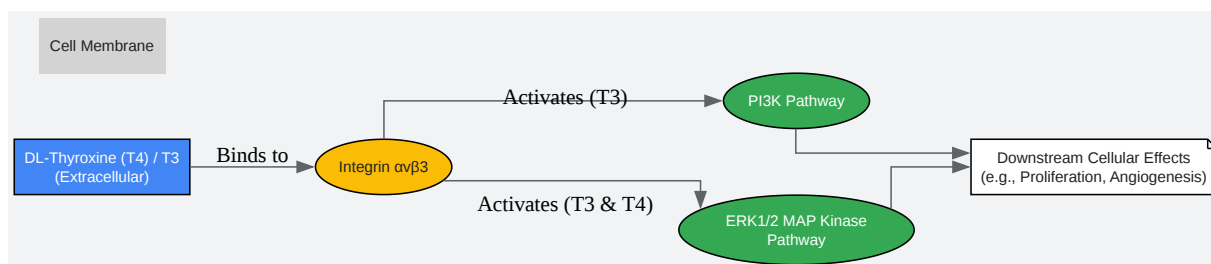 Cell Membrane
DL-Thyroxine (T4) / T3
(Extracellular)
Binds to
Integrin αvβ3
Activates (T3)
PI3K Pathway
Activates (T3 & T4)
ERK1/2 MAP Kinase
Pathway
Downstream Cellular Effects
(e.g., Proliferation, Angiogenesis)